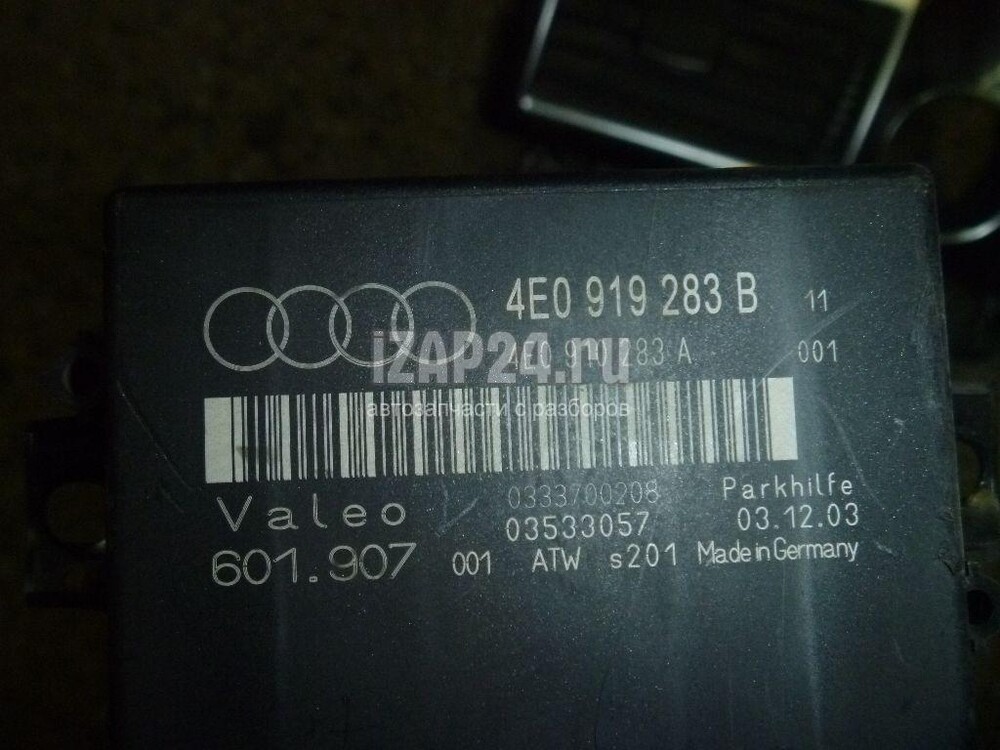 4E0 919 283 B 11
4E0 910 283 A 001
iZAP24.ru
автозапчасти с разборов
Valeo 0333700208 Parkhilfe
03533057 03.12.03
601.907 001 ATW s201 Made in Germany